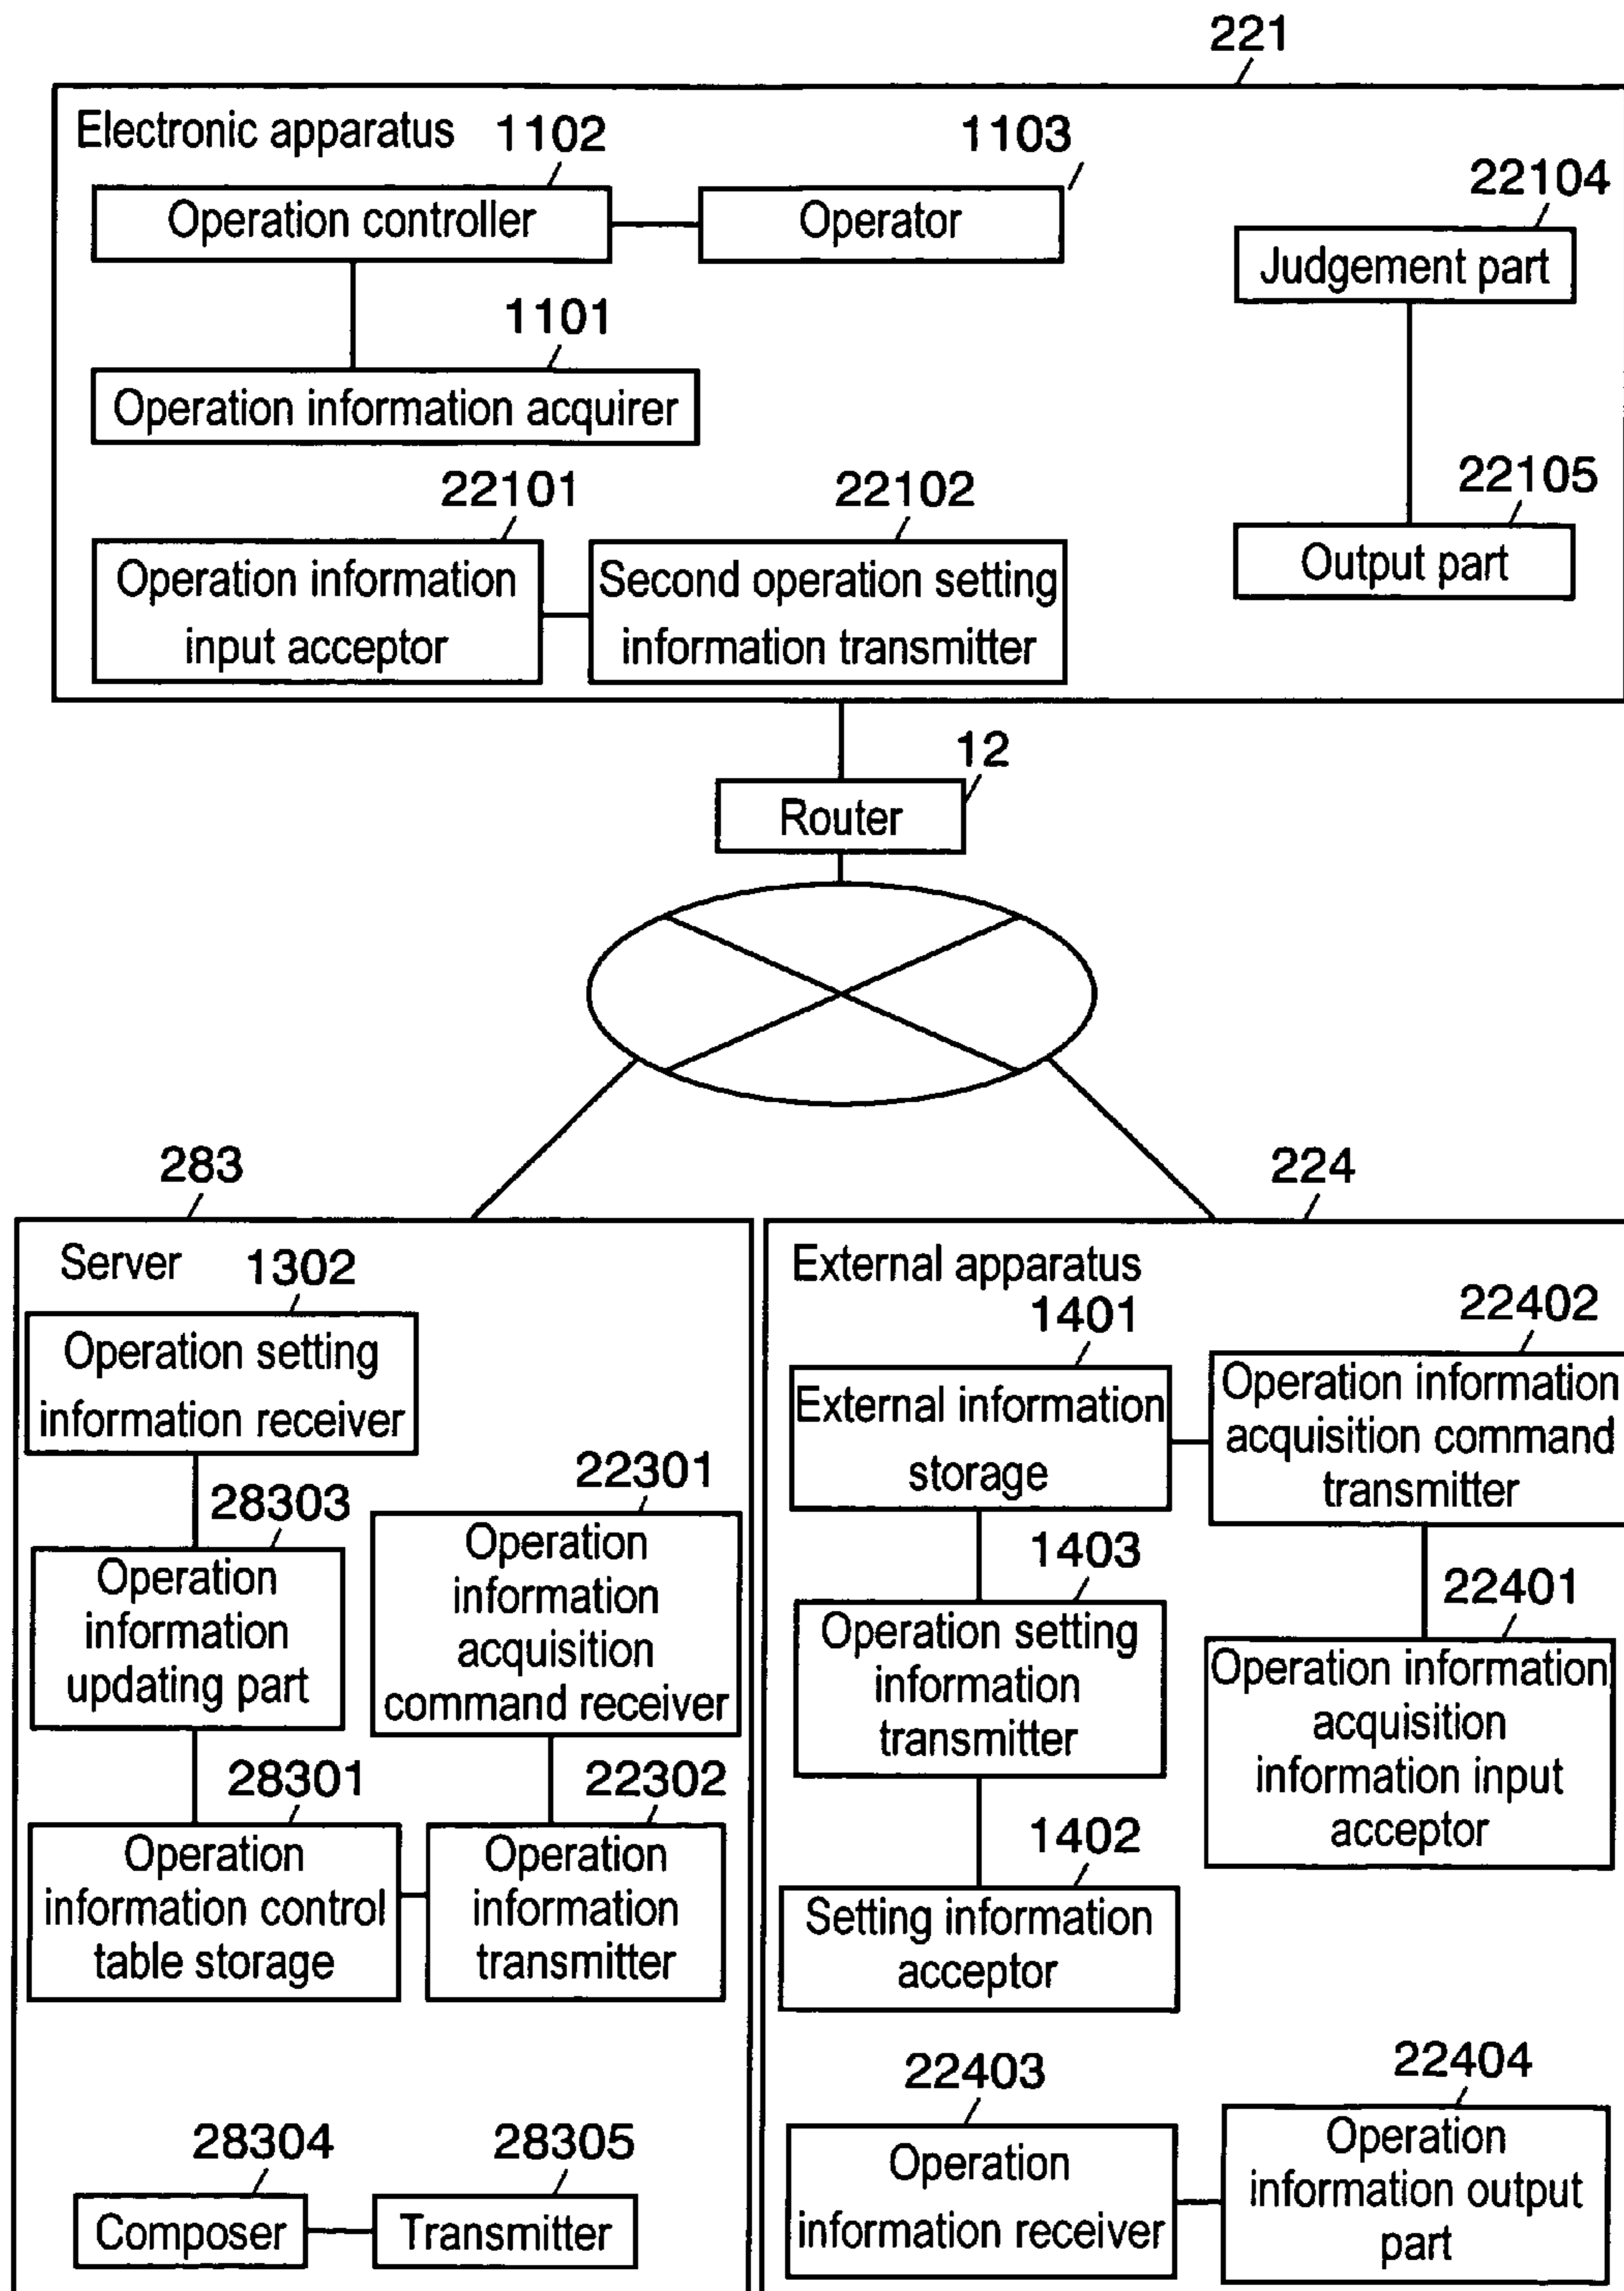 221
Electronic apparatus
1102
1103
Operation controller
Operator
22104
Judgement part
1101
Operation information acquirer
22101
22102
22105
Operation information
input acceptor
Second operation setting
information transmitter
Output part
12
Router
283
224
Server
1302
Operation setting
information receiver
28303
22301
Operation
information
updating part
Operation
information
acquisition
command receiver
28301
22302
Operation
information control
table storage
Operation
information
transmitter
28304
28305
Composer
Transmitter
External apparatus
1401
22402
External information
storage
Operation information
acquisition command
transmitter
1403
22401
Operation setting
information
transmitter
Operation information
acquisition
information input
acceptor
1402
Setting information
acceptor
22403
22404
Operation
information receiver
Operation
information output
part